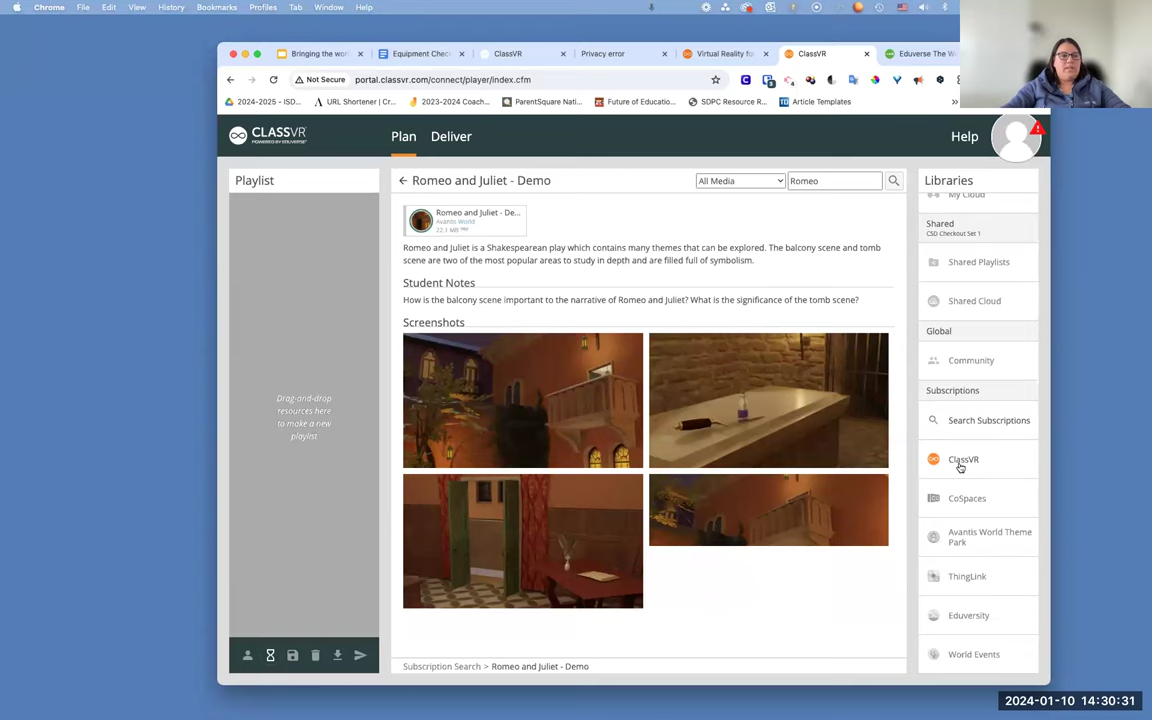 Chrome File Edit View History Bookmarks Profiles Tab Window Help
Bringing the wor
Equipment Chec
ClassVR
Privacy error
Virtual Reality fo
ClassVR
Eduverse The W
Not Secure
portal.classvr.com/connect/player/index.cfm
2024-2025 - ISD...
URL Shortener | Cr...
2023-2024 Coach...
ParentSquare Nati...
Future of Educatio...
SDPC Resource R...
Article Templates
»
CLASSVR
POWERED BY EDUVERSE
Plan
Deliver
Help
Playlist
Drag-and-drop
resources here
to make a new
playlist
Romeo and Juliet - Demo
All Media
Romeo
Romeo and Juliet - De...
Avantis World
22.1 MB
Romeo and Juliet is a Shakespearean play which contains many themes that can be explored. The balcony scene and tomb
scene are two of the most popular areas to study in depth and are filled full of symbolism.
Student Notes
How is the balcony scene important to the narrative of Romeo and Juliet? What is the significance of the tomb scene?
Screenshots
Subscription Search > Romeo and Juliet - Demo
Libraries
My Cloud
Shared
CSD Checkout Set 1
Shared Playlists
Shared Cloud
Global
Community
Subscriptions
Search Subscriptions
ClassVR
CoSpaces
Avantis World Theme
Park
ThingLink
Eduversity
World Events
2024-01-10 14:30:31